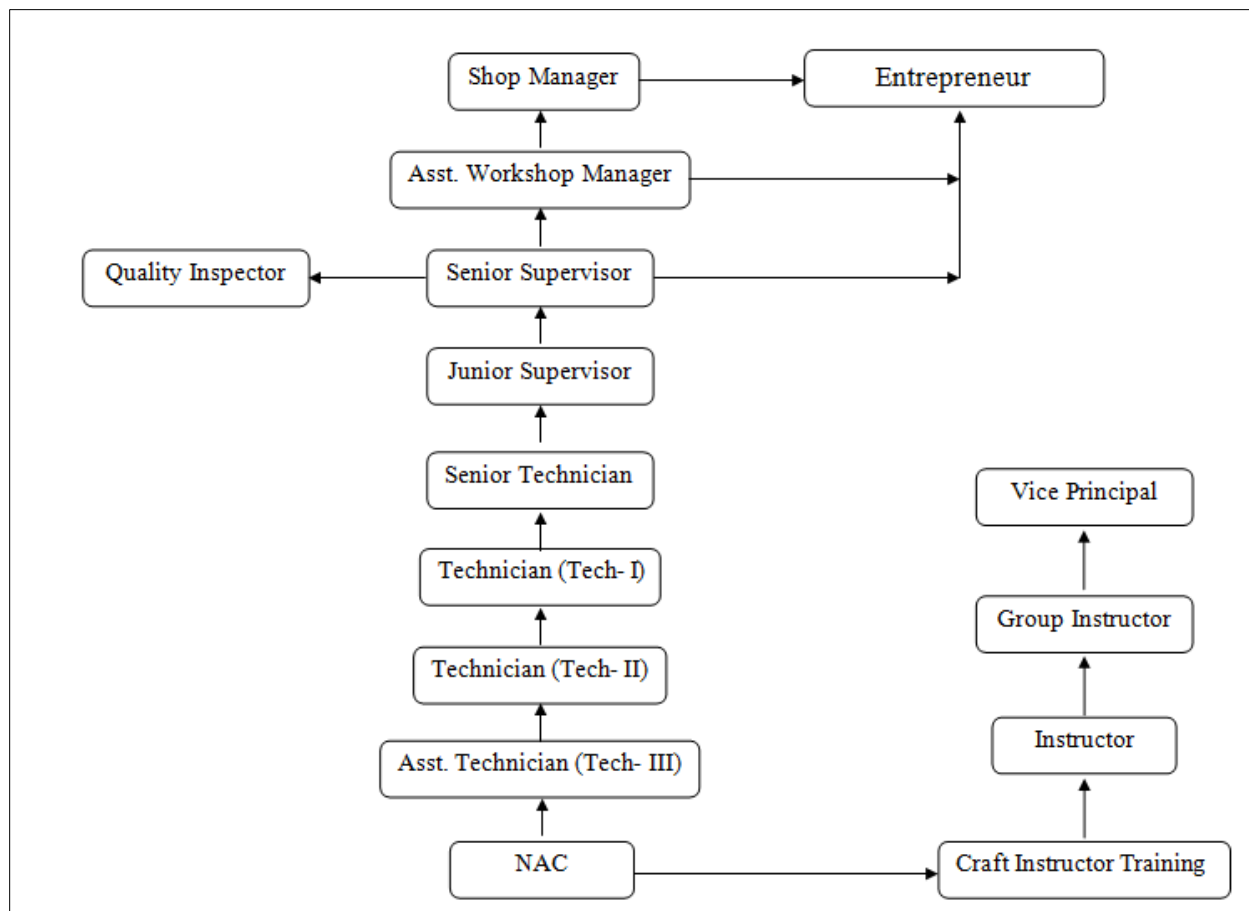 Shop Manager
Entrepreneur
Asst. Workshop Manager
Quality Inspector
Senior Supervisor
Junior Supervisor
Senior Technician
Vice Principal
Technician (Tech- I)
Group Instructor
Technician (Tech- II)
Instructor
Asst. Technician (Tech- III)
NAC
Craft Instructor Training